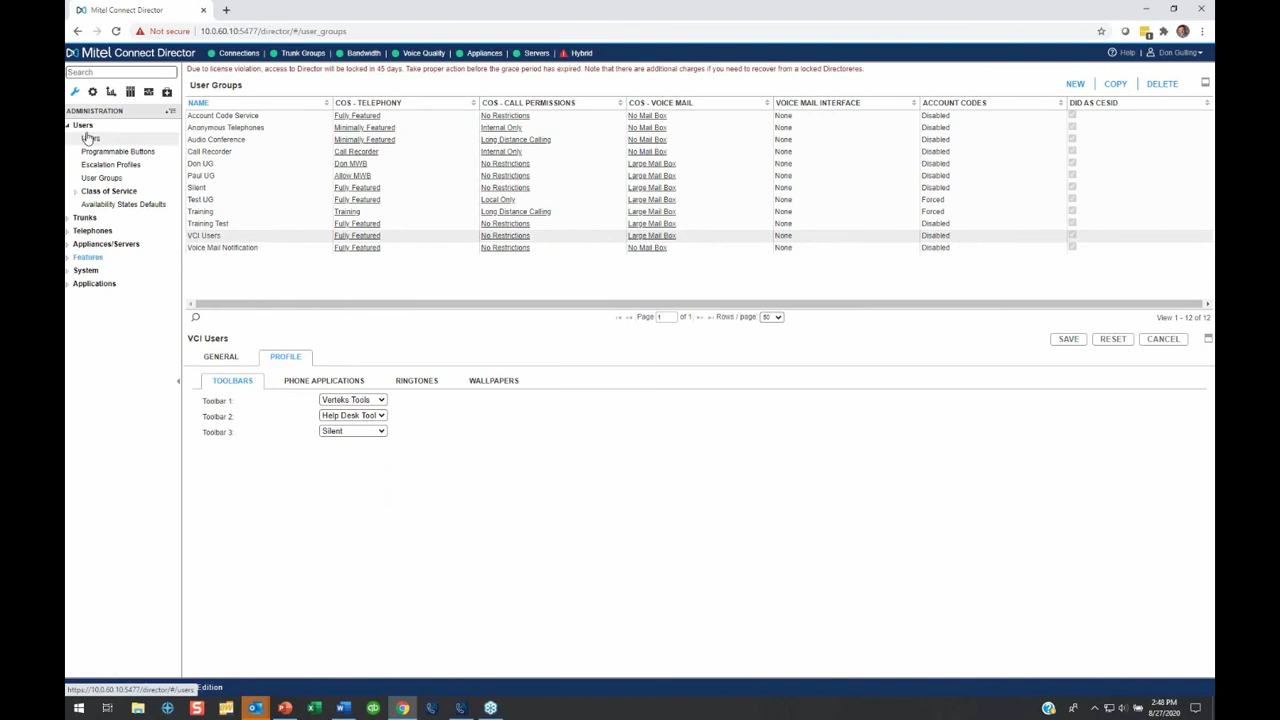 Mitel Connect Director
Not secure 10.0.60.10:5477/director/#/user_groups
Mitel Connect Director Connections Trunk Groups Bandwidth Voice Quality Appliances Servers Hybrid Help Don Gulling
Search
Due to license violation, access to Director will be locked in 45 days. Take proper action before the grace period has expired. Note that there are additional charges if you need to recover from a locked Directoreres.
User Groups NEW COPY DELETE
ADMINISTRATION
Users
Users
Programmable Buttons
Escalation Profiles
User Groups
Class of Service
Availability States Defaults
Trunks
Telephones
Appliances/Servers
Features
System
Applications
NAME COS - TELEPHONY COS - CALL PERMISSIONS COS - VOICE MAIL VOICE MAIL INTERFACE ACCOUNT CODES DID AS CESID
Account Code Service Fully Featured No Restrictions No Mail Box None Disabled
Anonymous Telephones Minimally Featured Internal Only No Mail Box None Disabled
Audio Conference Minimally Featured Long Distance Calling No Mail Box None Disabled
Call Recorder Call Recorder Internal Only No Mail Box None Disabled
Don UG Don MWB No Restrictions Large Mail Box None Disabled
Paul UG Allow MWB No Restrictions Large Mail Box None Disabled
Silent Fully Featured No Restrictions Large Mail Box None Disabled
Test UG Fully Featured Local Only Large Mail Box None Forced
Training Training Long Distance Calling Large Mail Box None Forced
Training Test Fully Featured No Restrictions Large Mail Box None Disabled
VCI Users Fully Featured No Restrictions Large Mail Box None Disabled
Voice Mail Notification Fully Featured No Restrictions No Mail Box None Disabled
Page 1 of 1 Rows / page: 50 View 1 - 12 of 12
VCI Users SAVE RESET CANCEL
GENERAL PROFILE
TOOLBARS PHONE APPLICATIONS RINGTONES WALLPAPERS
Toolbar 1: Verteks Tools
Toolbar 2: Help Desk Tool
Toolbar 3: Silent
https://10.0.60.10:5477/director/#/users Edition
2:48 PM
8/27/2020